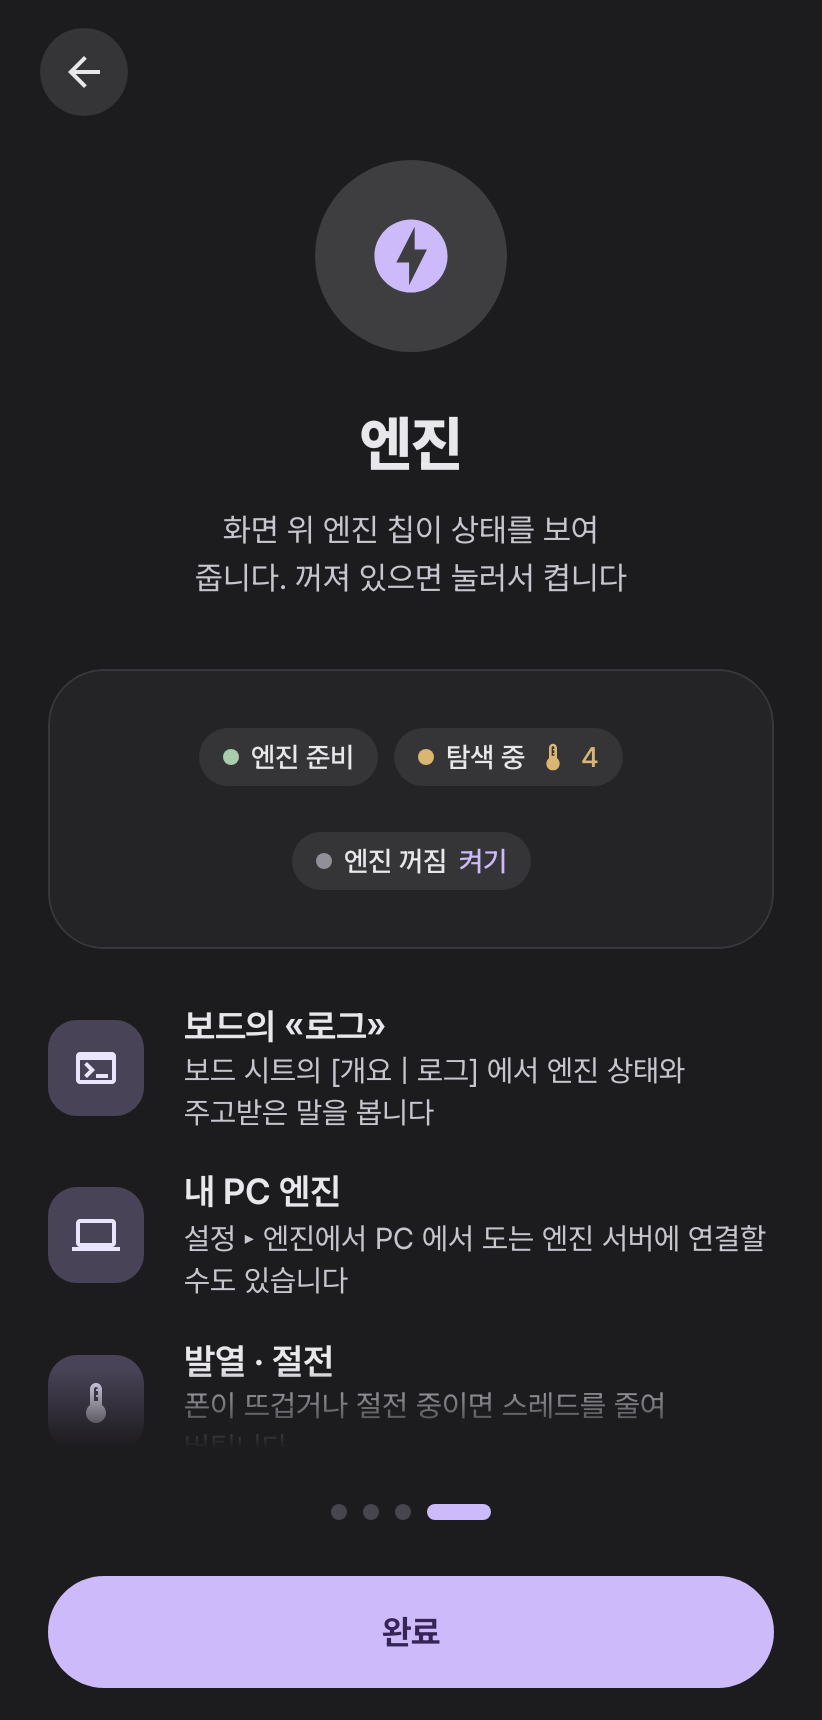 엔진
화면 위 엔진 칩이 상태를 보여
줍니다. 꺼져 있으면 눌러서 켭니다
엔진 준비
탐색 중 4
엔진 꺼짐 켜기
보드의 «로그»
보드 시트의 [개요 | 로그] 에서 엔진 상태와
주고받은 말을 봅니다
내 PC 엔진
설정 ▸ 엔진에서 PC 에서 도는 엔진 서버에 연결할
수도 있습니다
발열 · 절전
폰이 뜨겁거나 절전 중이면 스레드를 줄여
완료